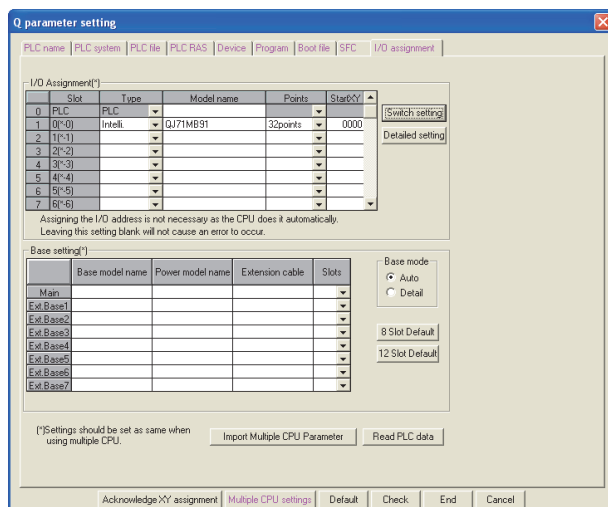 Q parameter setting
PLC name PLC system PLC file PLC RAS Device Program Boot file SFC I/O assignment
I/O Assignment(*)
Slot Type Model name Points StartXY
0 PLC PLC
1 0(*-0) Intelli. QJ71MB91 32points 0000
2 1(*-1)
3 2(*-2)
4 3(*-3)
5 4(*-4)
6 5(*-5)
7 6(*-6)
Switch setting
Detailed setting
Assigning the I/O address is not necessary as the CPU does it automatically.
Leaving this setting blank will not cause an error to occur.
Base setting(*)
Base model name Power model name Extension cable Slots
Main
Ext.Base1
Ext.Base2
Ext.Base3
Ext.Base4
Ext.Base5
Ext.Base6
Ext.Base7
Base mode
Auto
Detail
8 Slot Default
12 Slot Default
(*)Settings should be set as same when
using multiple CPU.
Import Multiple CPU Parameter Read PLC data
Acknowledge XY assignment Multiple CPU settings Default Check End Cancel